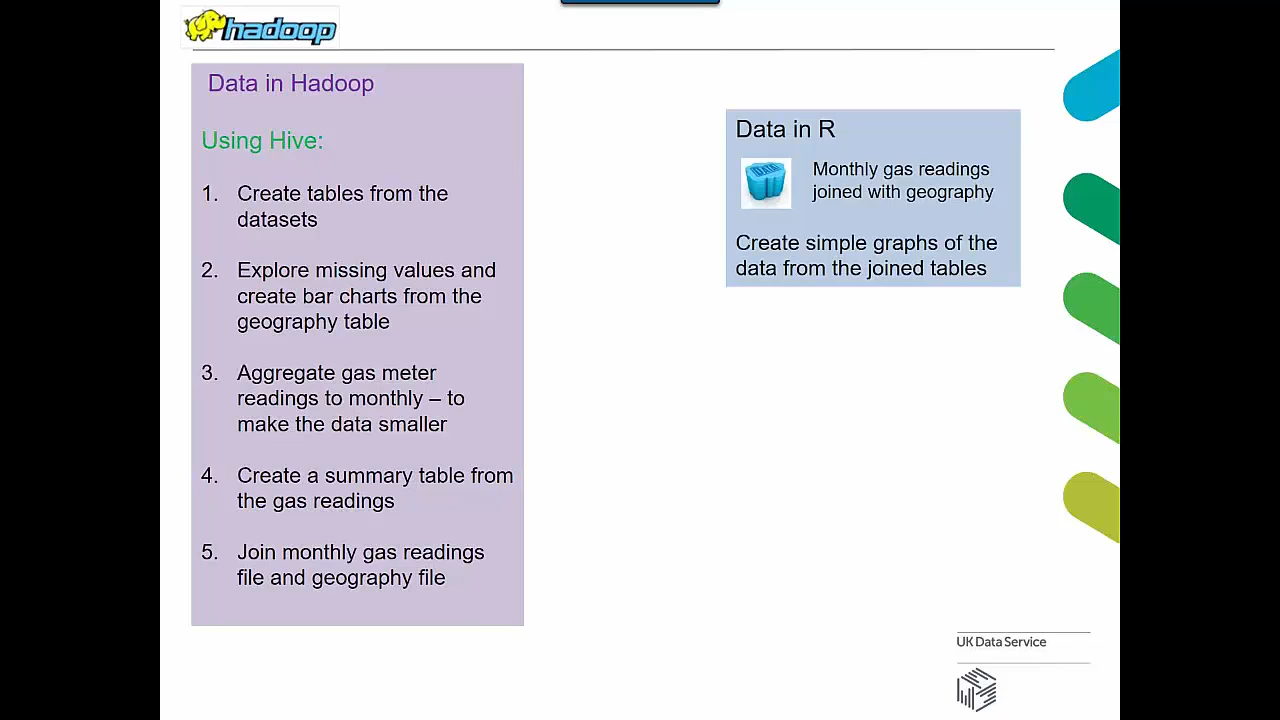 hadoop
Data in Hadoop
Using Hive:
1. Create tables from the
datasets
2. Explore missing values and
create bar charts from the
geography table
3. Aggregate gas meter
readings to monthly – to
make the data smaller
4. Create a summary table from
the gas readings
5. Join monthly gas readings
file and geography file
Data in R
DATA
Monthly gas readings
joined with geography
Create simple graphs of the
data from the joined tables
UK Data Service